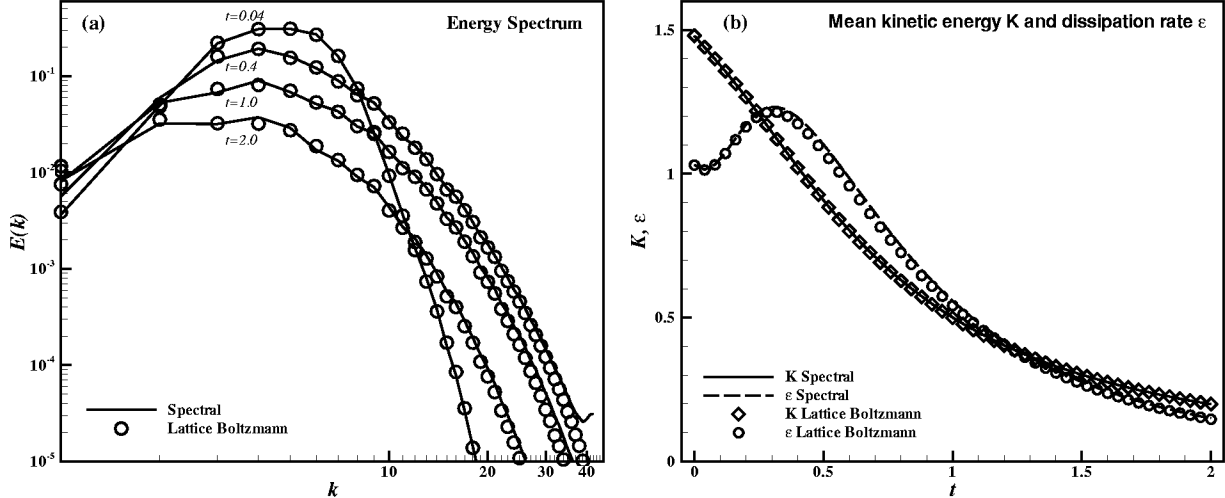 (a)
Energy Spectrum
t=0.04
t=0.4
t=1.0
t=2.0
10⁻¹
10⁻²
10⁻³
10⁻⁴
10⁻⁵
E(k)
Spectral
Lattice Boltzmann
10 20 30 40
k
(b)
Mean kinetic energy K and dissipation rate ε
1.5
1
0.5
0
K, ε
K Spectral
ε Spectral
K Lattice Boltzmann
ε Lattice Boltzmann
0 0.5 1 1.5 2
t